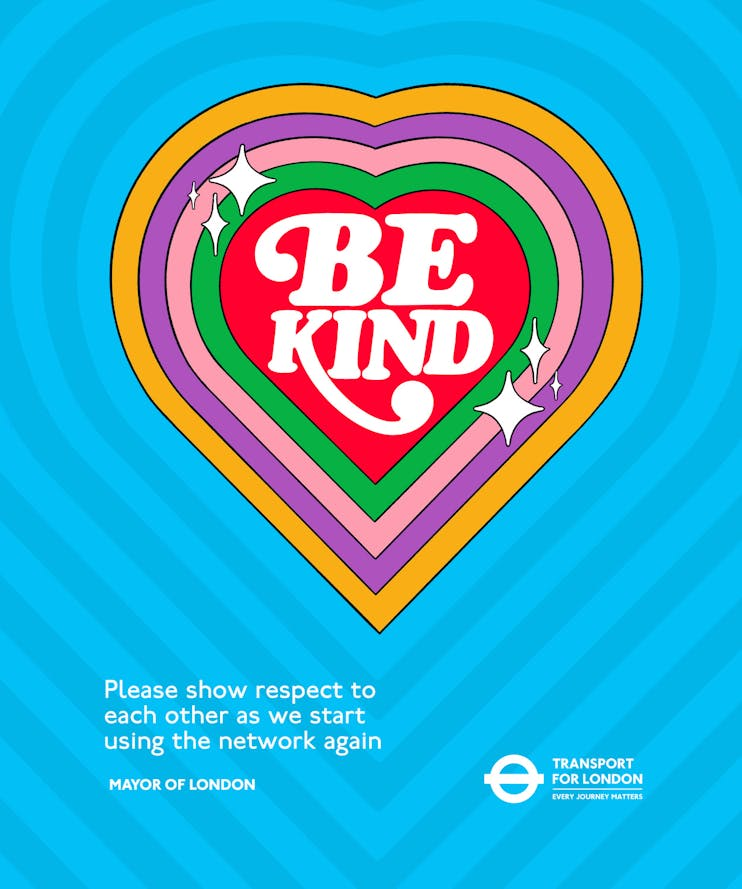 BE
KIND
Please show respect to
each other as we start
using the network again
MAYOR OF LONDON
TRANSPORT
FOR LONDON
EVERY JOURNEY MATTERS